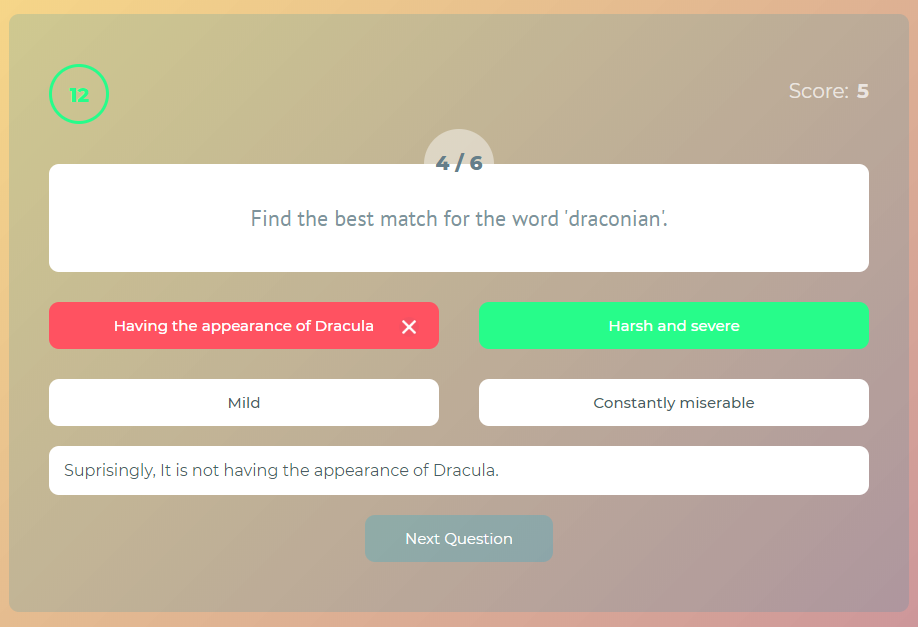 12
Score: 5
4 / 6
Find the best match for the word 'draconian'.
Having the appearance of Dracula
Harsh and severe
Mild
Constantly miserable
Suprisingly, It is not having the appearance of Dracula.
Next Question